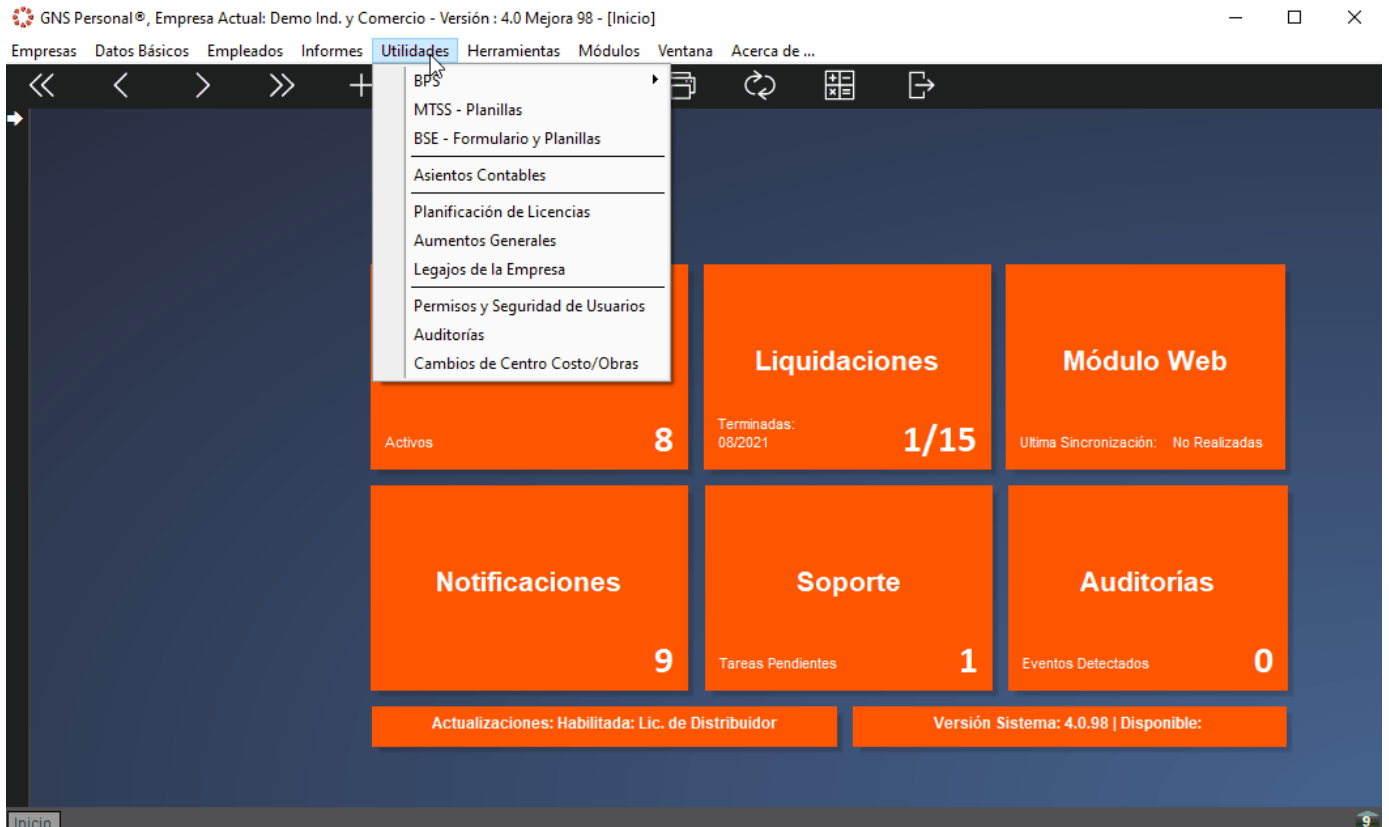 GNS Personal®, Empresa Actual: Demo Ind. y Comercio - Versión : 4.0 Mejora 98 - [Inicio]
Empresas Datos Básicos Empleados Informes Utilidades Herramientas Módulos Ventana Acerca de ...
BPS
MTSS - Planillas
BSE - Formulario y Planillas
Asientos Contables
Planificación de Licencias
Aumentos Generales
Legajos de la Empresa
Permisos y Seguridad de Usuarios
Auditorías
Cambios de Centro Costo/Obras
Activos 8
Liquidaciones
Terminadas:
08/2021 1/15
Módulo Web
Ultima Sincronización: No Realizadas
Notificaciones
9
Soporte
Tareas Pendientes 1
Auditorías
Eventos Detectados 0
Actualizaciones: Habilitada: Lic. de Distribuidor
Versión Sistema: 4.0.98 | Disponible:
Inicio
9